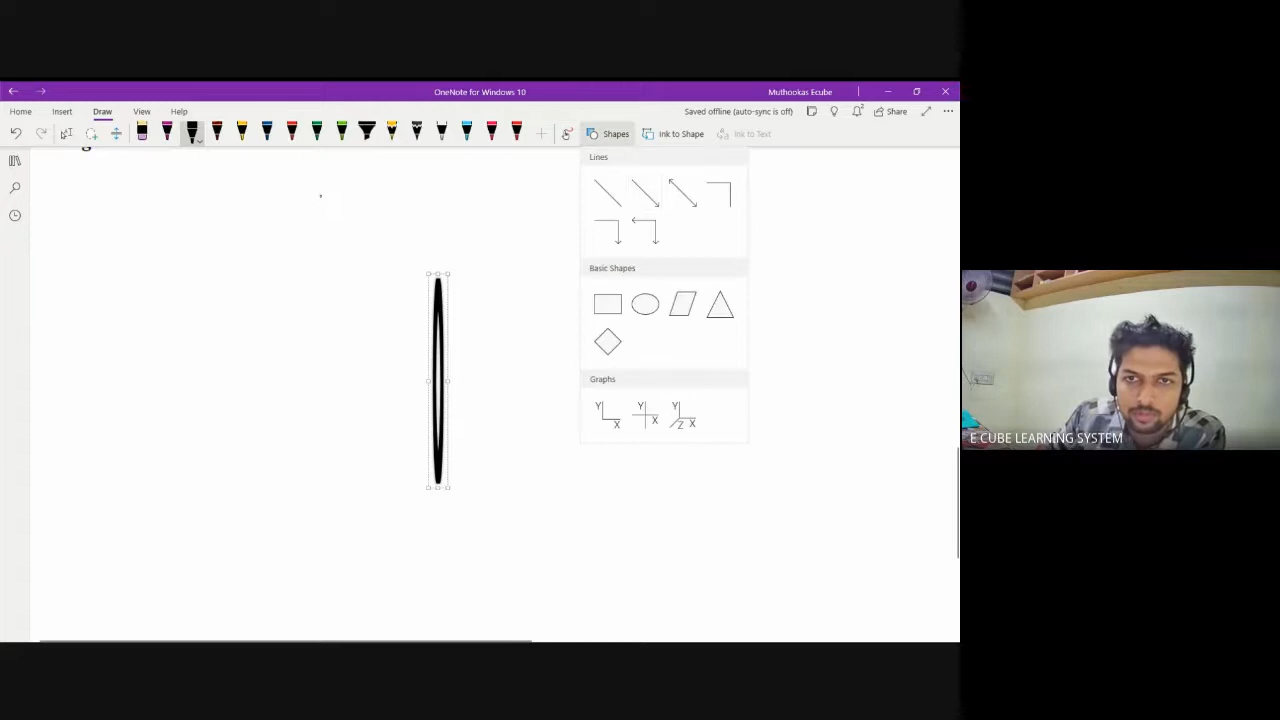 OneNote for Windows 10
Muthookas Ecube
Home Insert Draw View Help
Saved offline (auto-sync is off)
2
Share
Shapes
Ink to Shape
Ink to Text
Lines
Basic Shapes
Graphs
Y X
Y X
Y Z X
E CUBE LEARNING SYSTEM